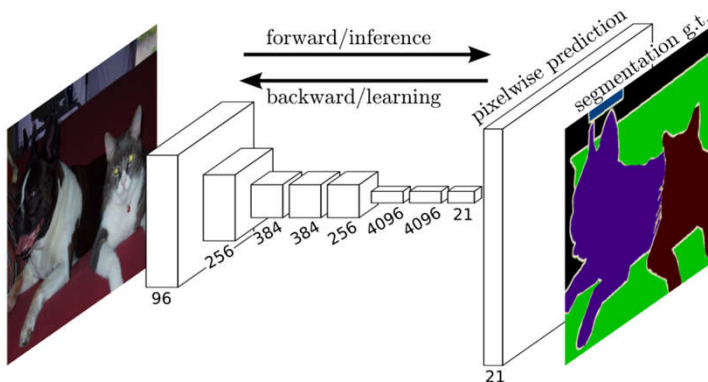 forward/inference
backward/learning
pixelwise prediction
segmentation g.t.
96
256
384
384
256
4096
4096
21
21